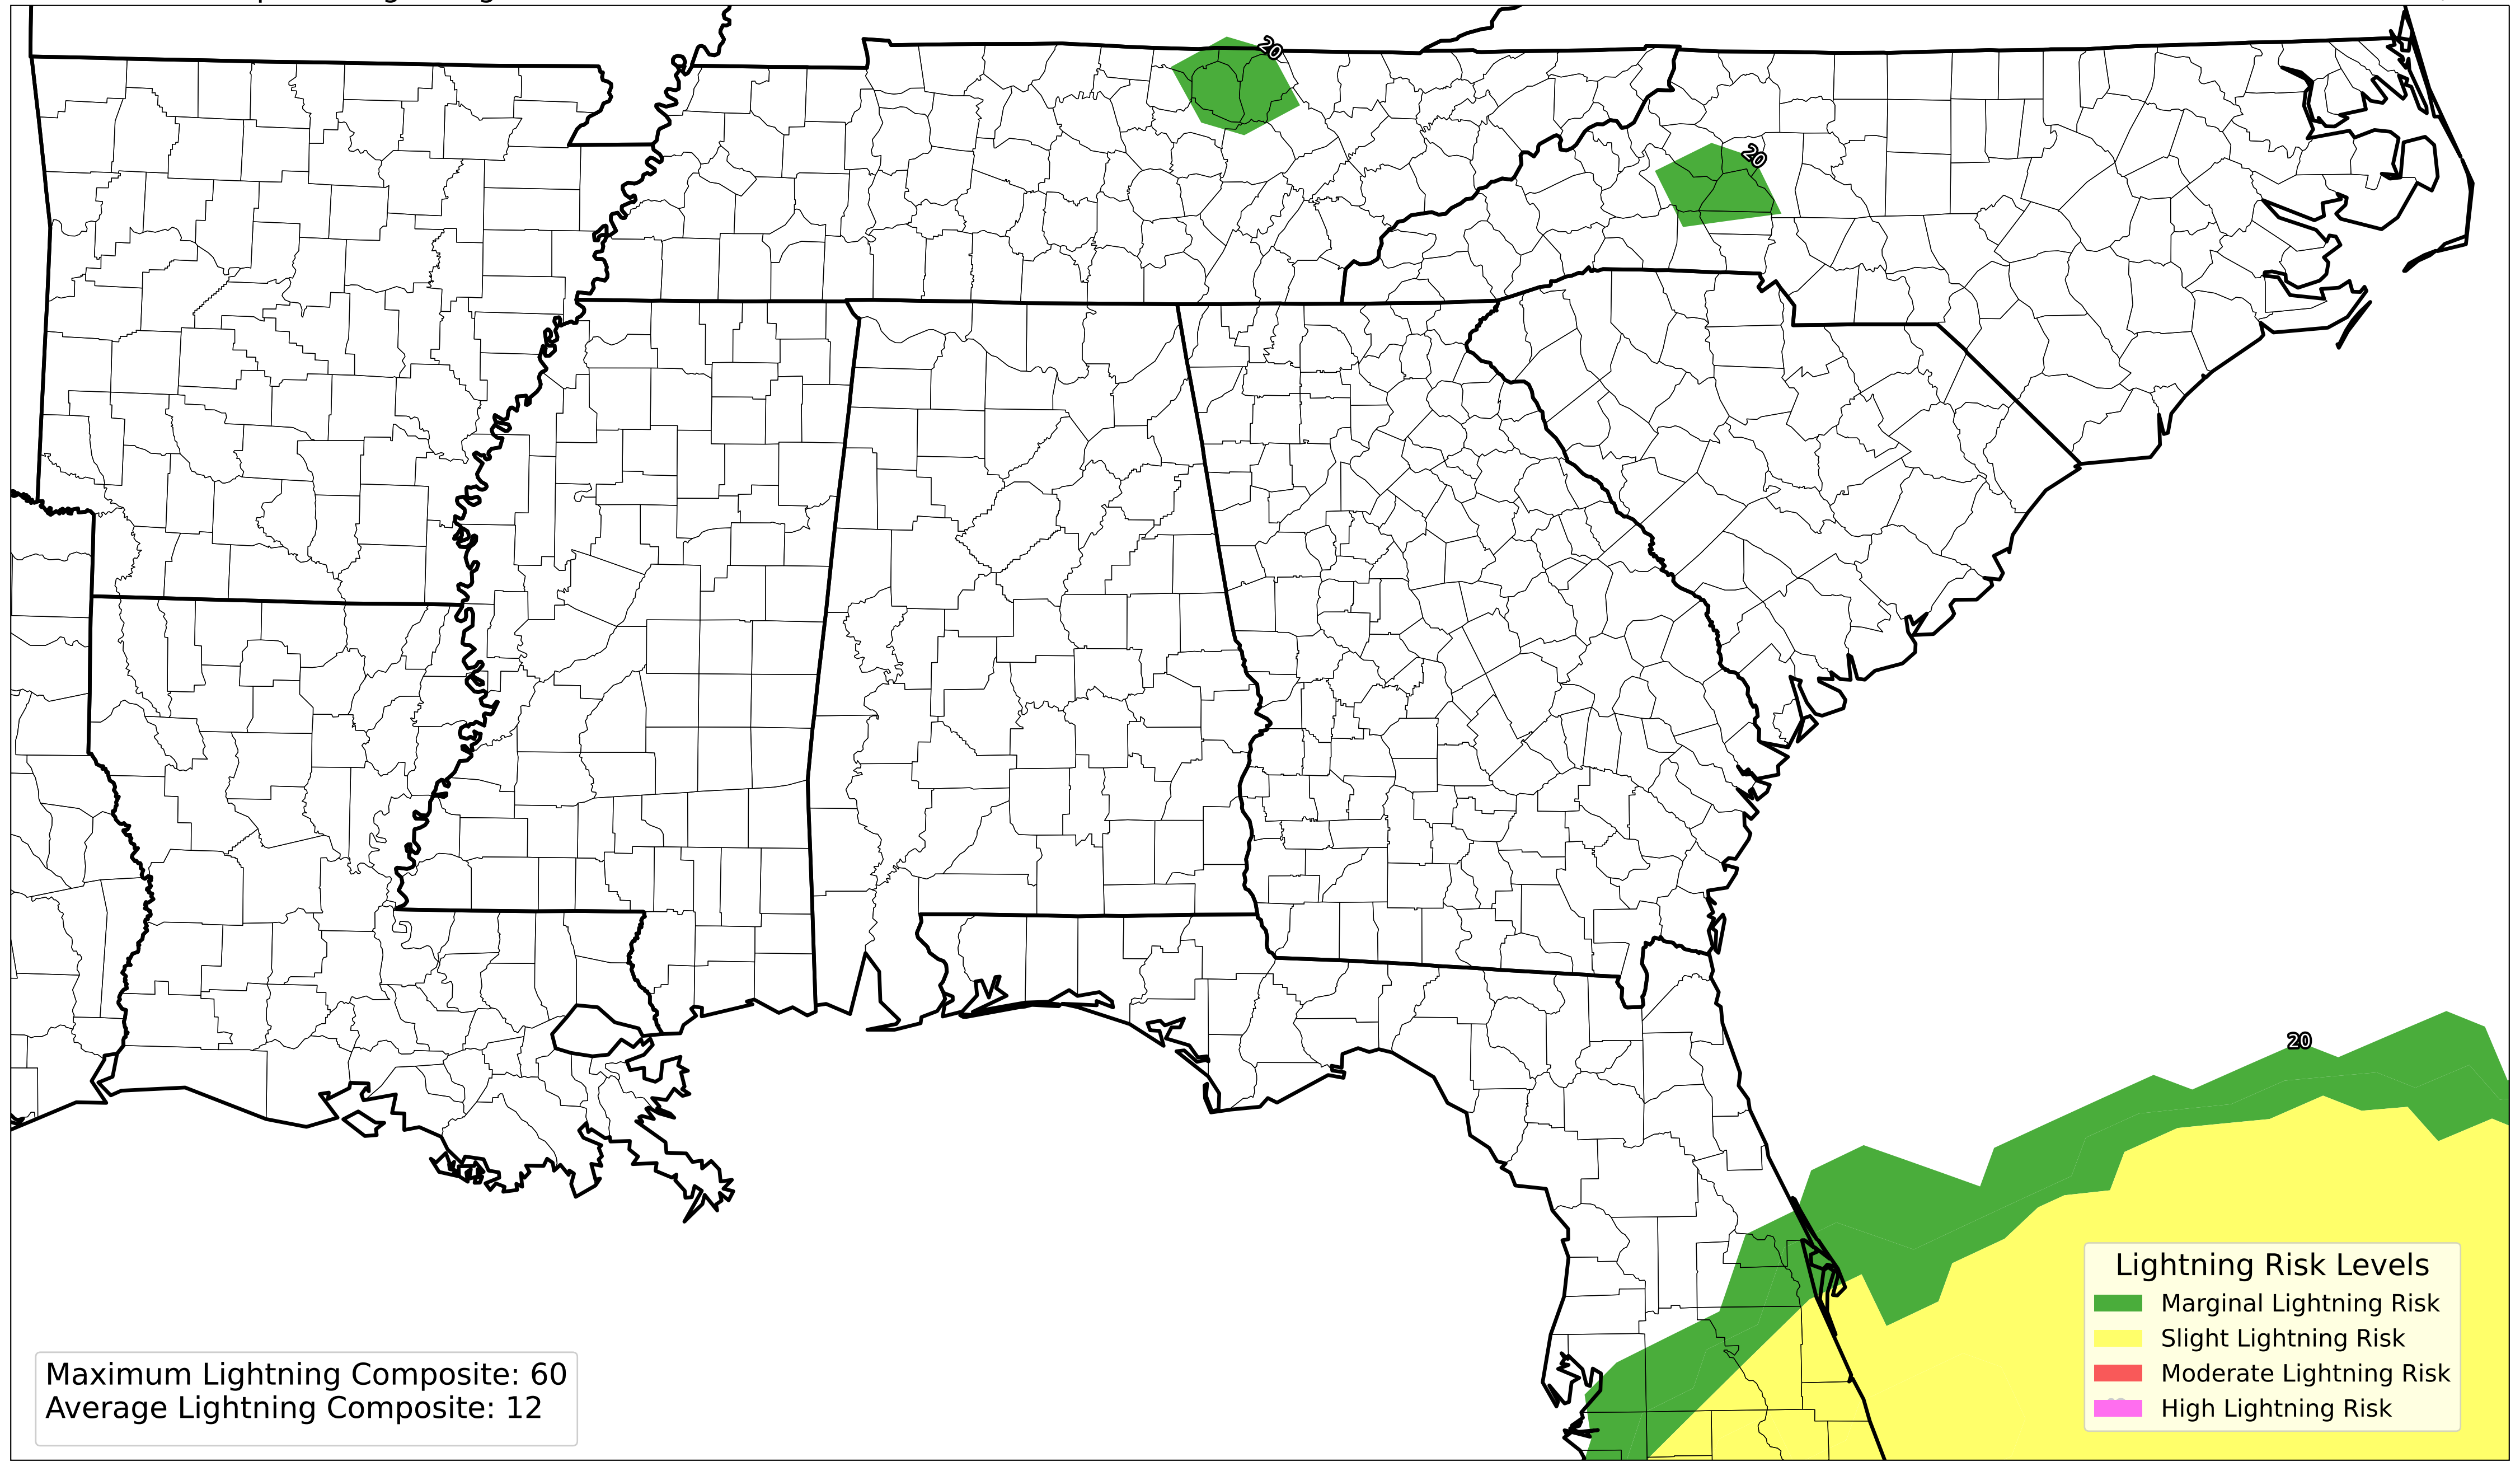 20
20
20
Lightning Risk Levels
Marginal Lightning Risk
Slight Lightning Risk
Moderate Lightning Risk
High Lightning Risk
Maximum Lightning Composite: 60
Average Lightning Composite: 12